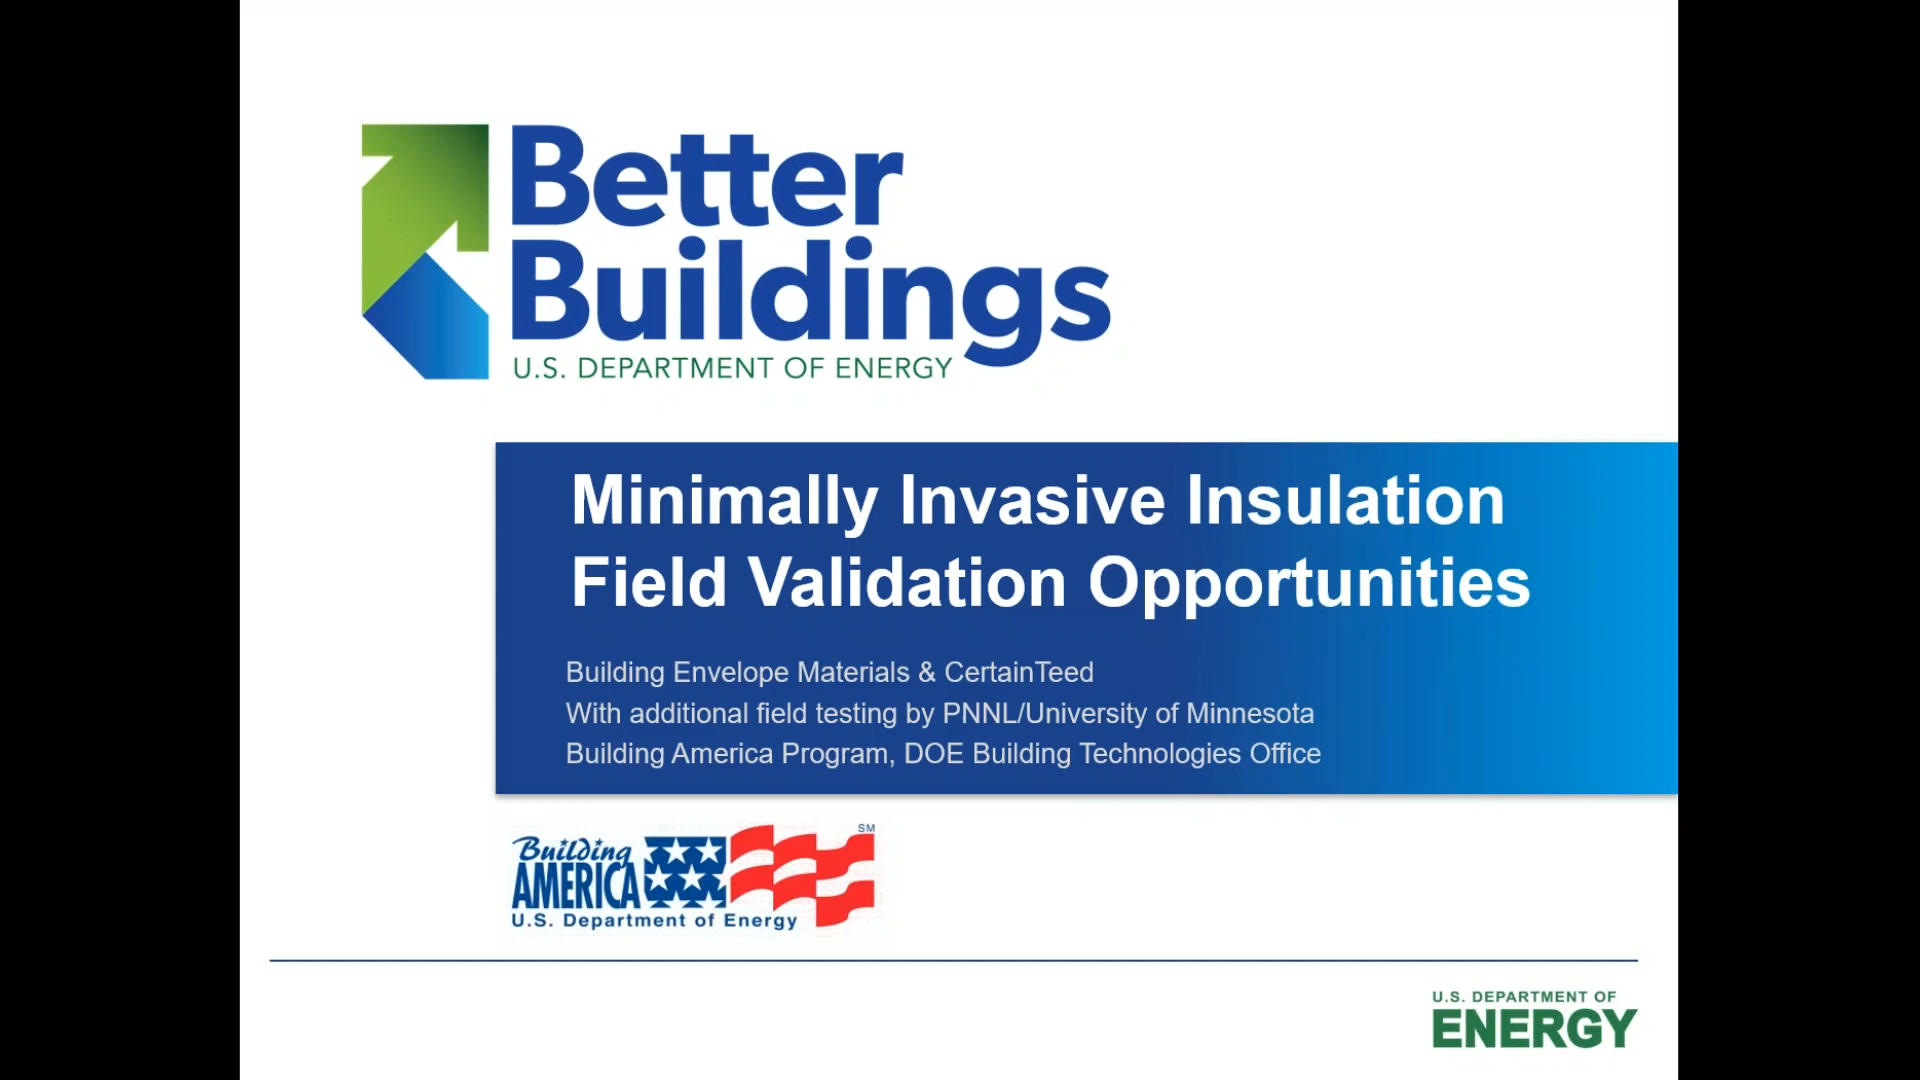 Better
Buildings
U.S. DEPARTMENT OF ENERGY
Minimally Invasive Insulation
Field Validation Opportunities
Building Envelope Materials & CertainTeed
With additional field testing by PNNL/University of Minnesota
Building America Program, DOE Building Technologies Office
SM
Building
AMERICA
U.S. Department of Energy
U.S. DEPARTMENT OF
ENERGY